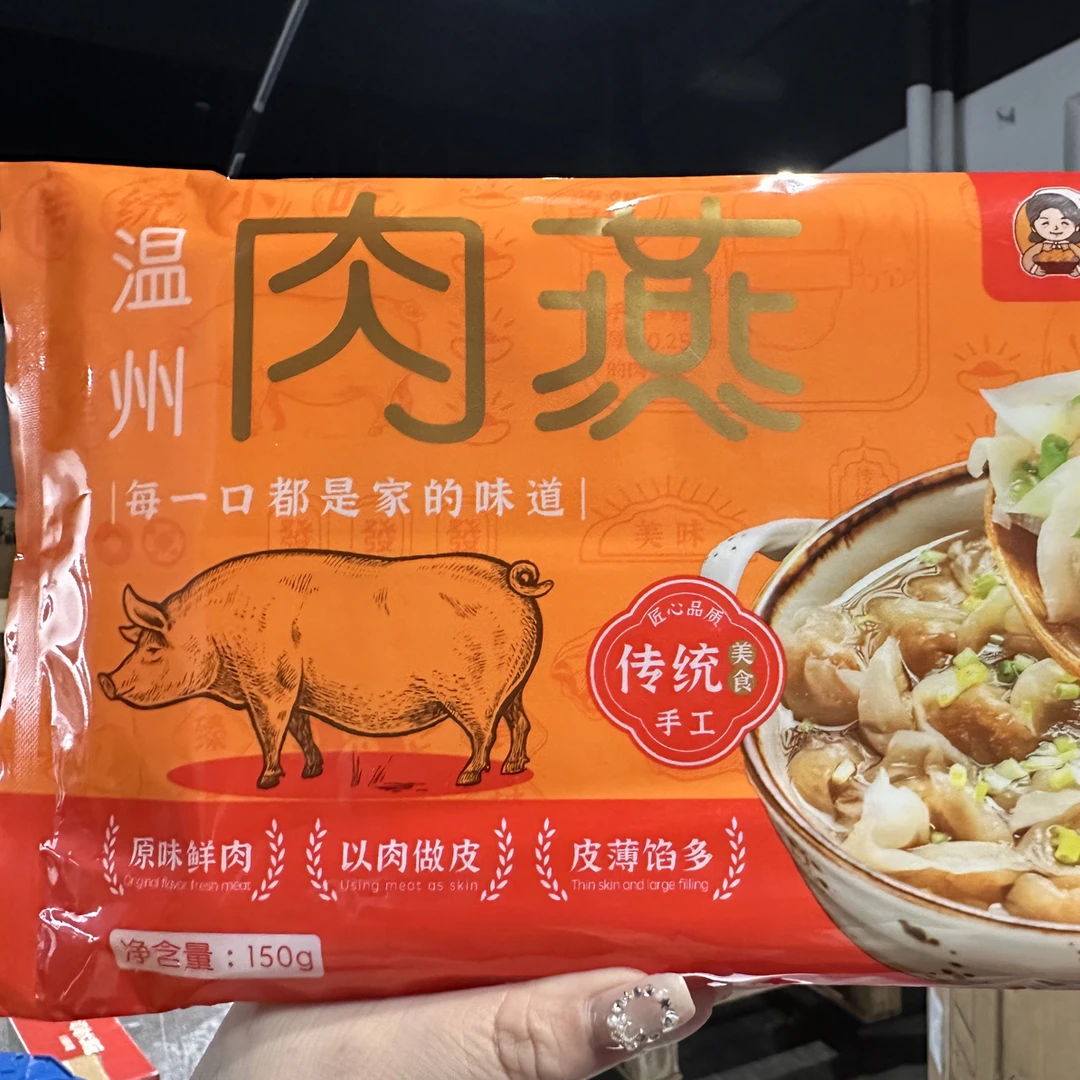 温州
肉燕
每一口都是家的味道
美味
匠心品质
传统
美食
手工
原味鲜肉
Original flavor fresh meat
以肉做皮
Using meat as skin
皮薄馅多
Thin skin and large filling
净含量：150g